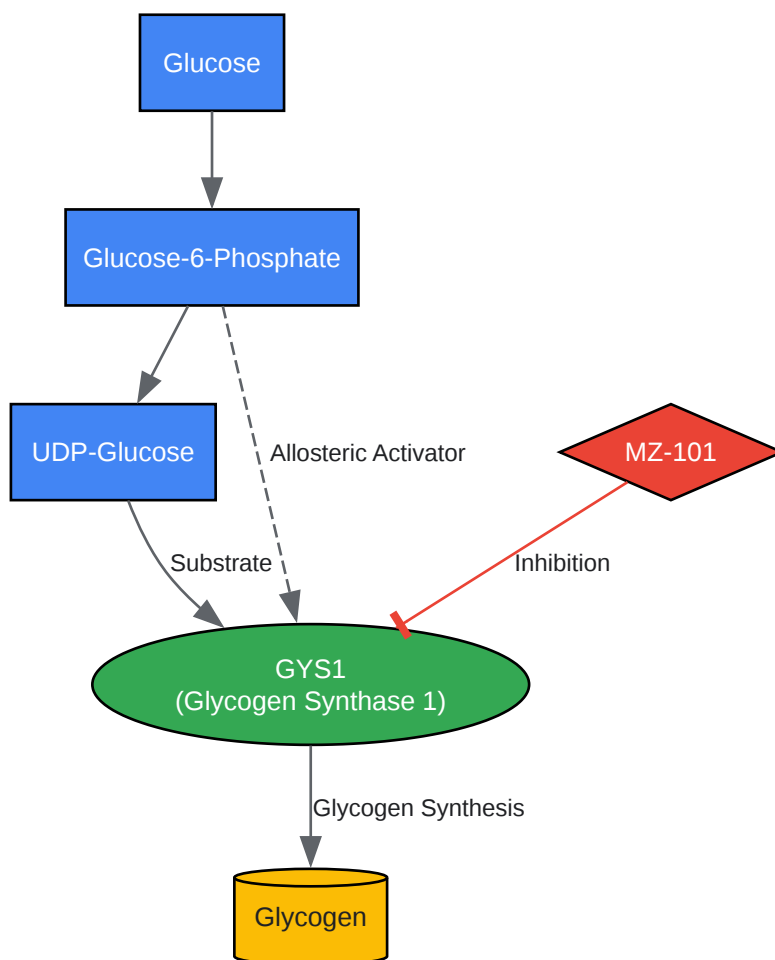 Glucose
Glucose-6-Phosphate
UDP-Glucose
Allosteric Activator
MZ-101
Substrate
Inhibition
GYS1
(Glycogen Synthase 1)
Glycogen Synthesis
Glycogen